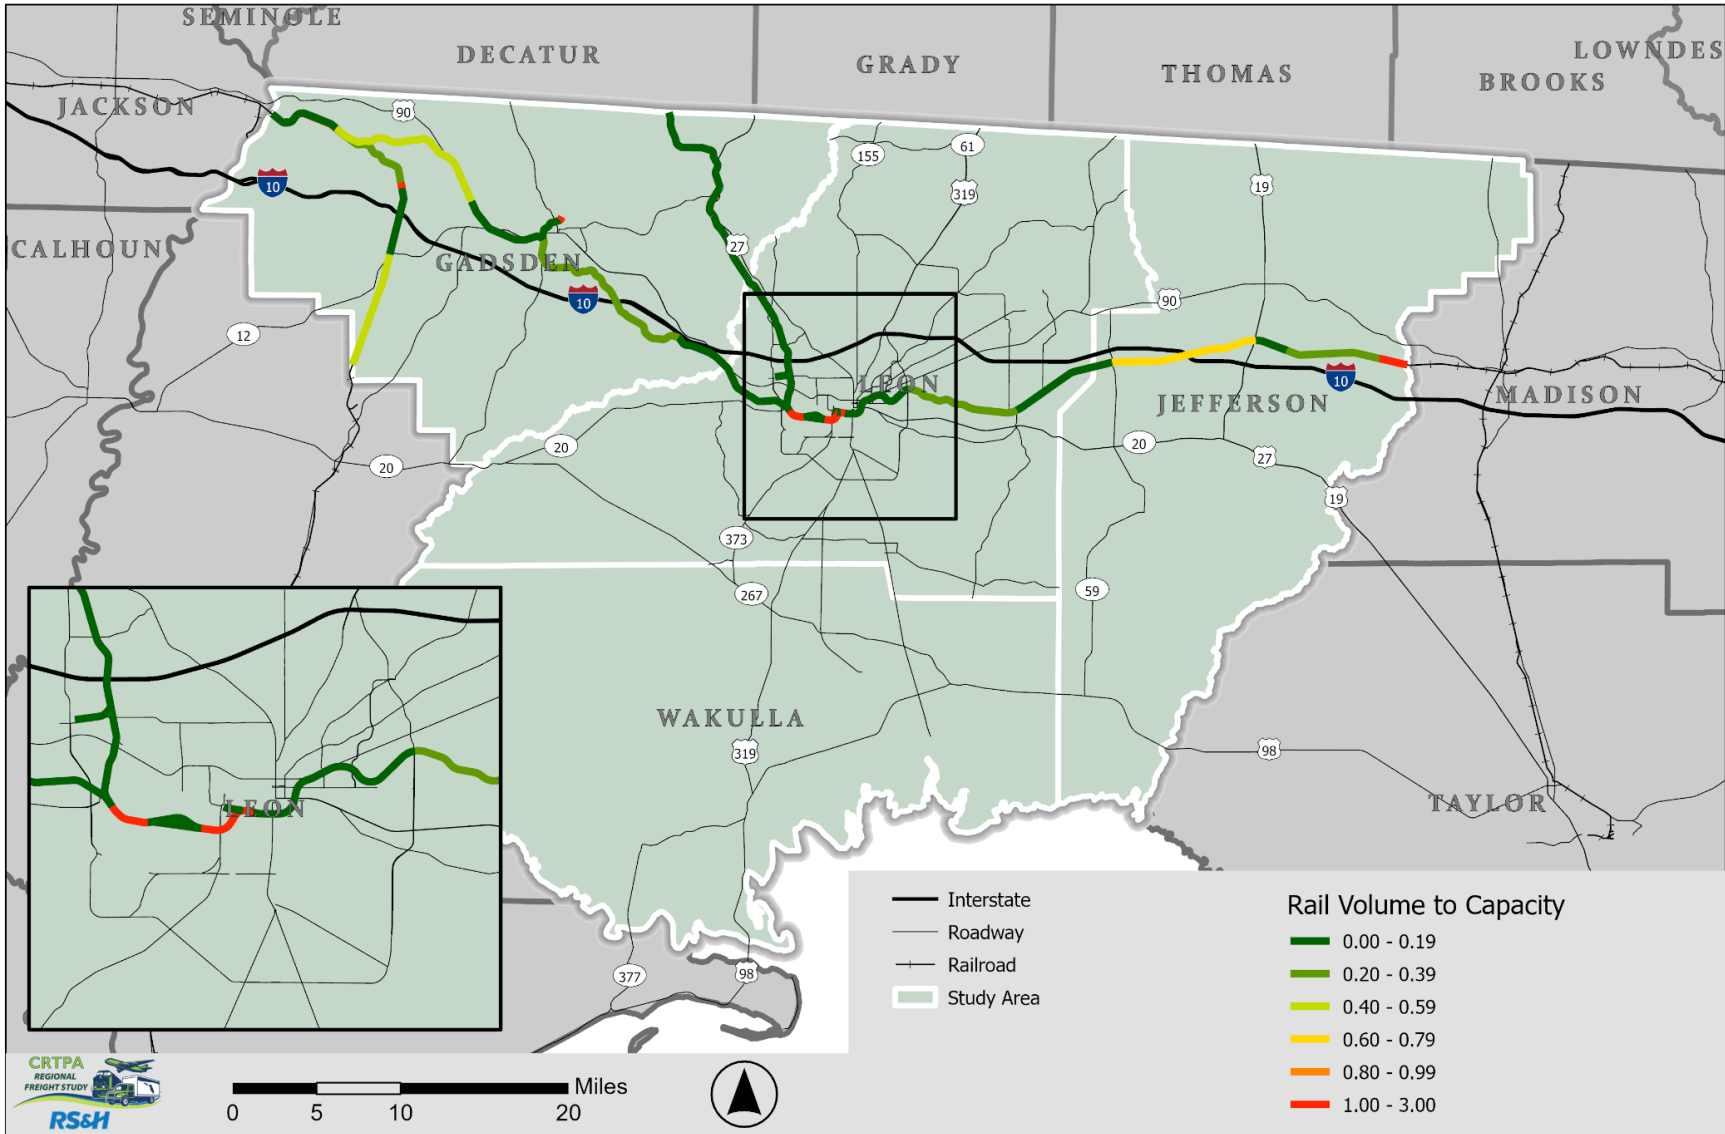 SEMINOLE
DECATUR
GRADY
THOMAS
BROOKS
LOWNDES
JACKSON
90
155
61
319
19
10
CALHOUN
27
GADSDEN
10
90
12
LEON
10
JEFFERSON
MADISON
20
20
20
27
19
373
267
59
WAKULLA
319
98
TAYLOR
LEON
377
98
Interstate
Roadway
Railroad
Study Area
Rail Volume to Capacity
0.00 - 0.19
0.20 - 0.39
0.40 - 0.59
0.60 - 0.79
0.80 - 0.99
1.00 - 3.00
CRTPA
REGIONAL
FREIGHT STUDY
RS&H
Miles
0 5 10 20